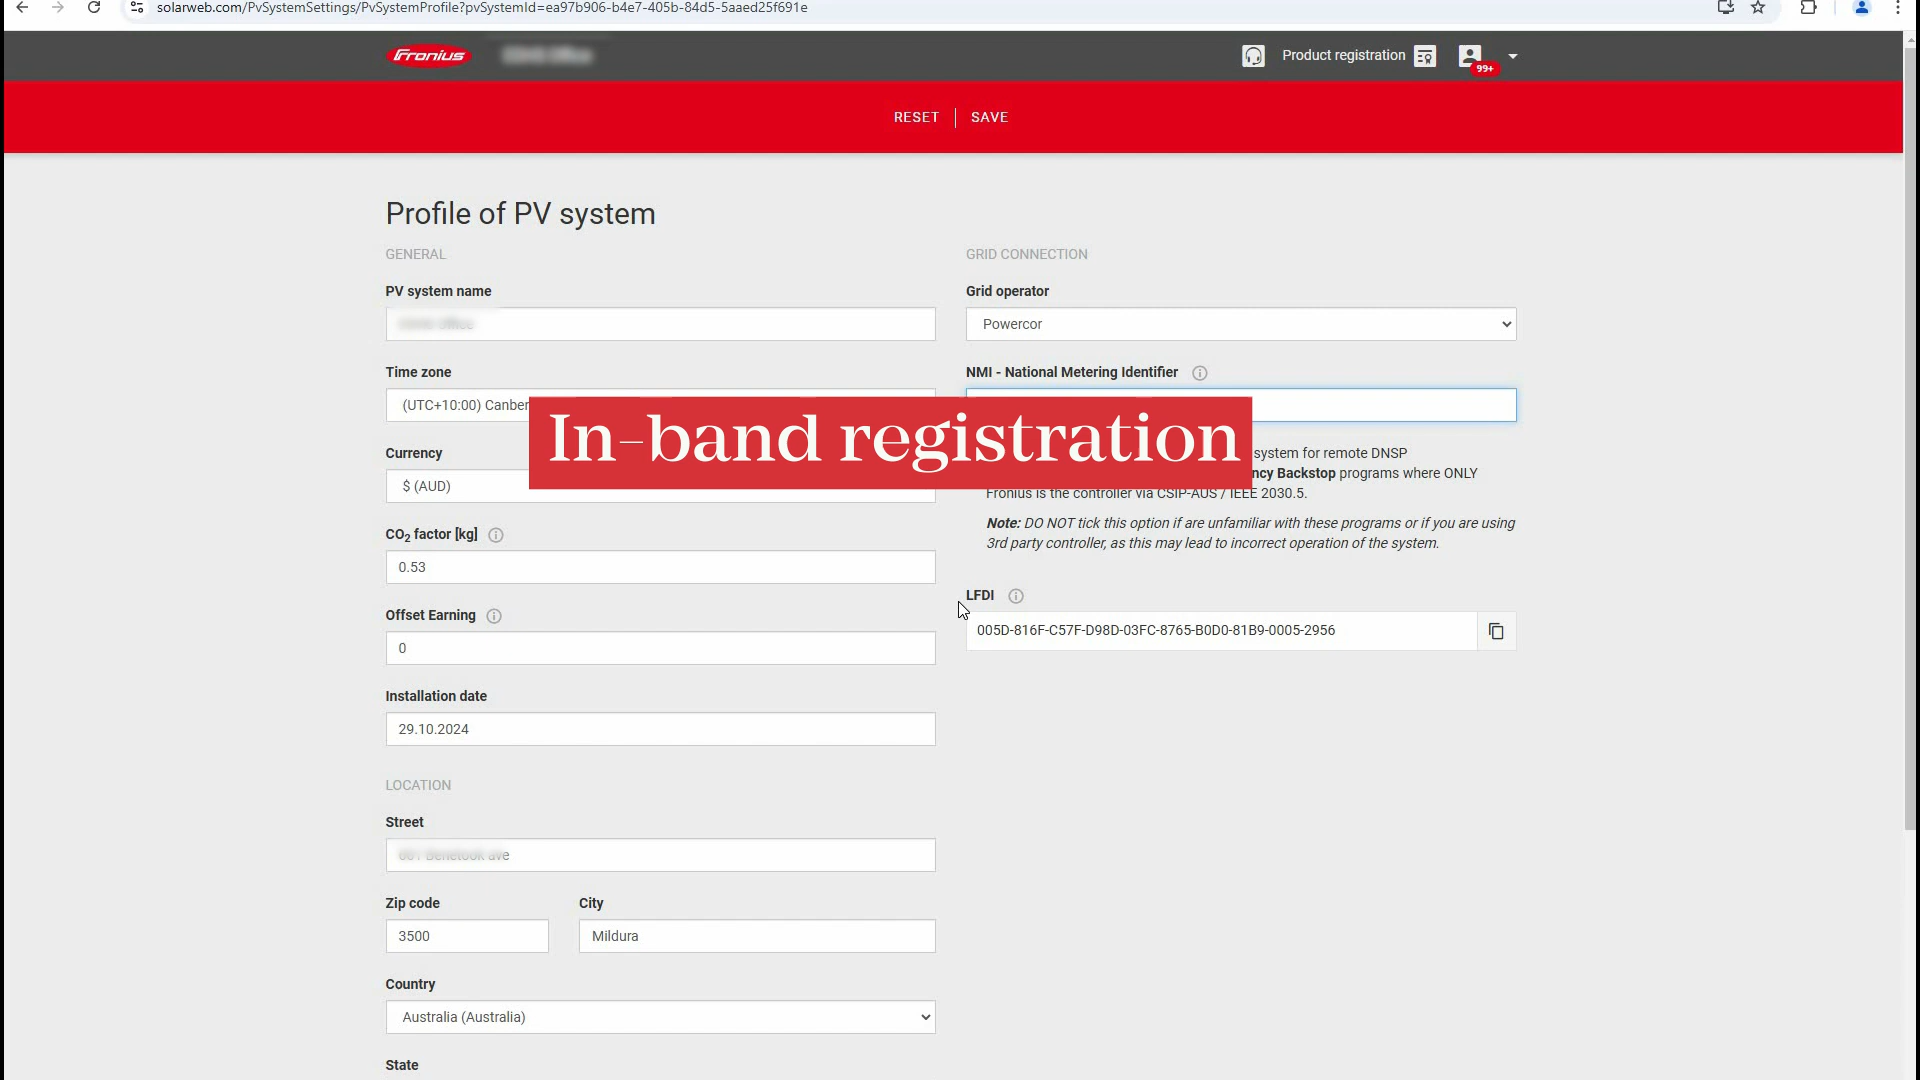 solarweb.com/PvSystemSettings/PvSystemProfile?pvSystemId=ea97b906-b4e7-405b-84d5-5aaed25f691e
Fronius
Product registration
99+
RESET
SAVE
Profile of PV system
GENERAL
PV system name
Time zone
(UTC+10:00) Canber
Currency
$ (AUD)
CO2 factor [kg]
0.53
Offset Earning
0
Installation date
29.10.2024
LOCATION
Street
ave
Zip code
City
3500
Mildura
Country
Australia (Australia)
State
GRID CONNECTION
Grid operator
Powercor
NMI - National Metering Identifier
In-band registration
system for remote DNSP
ncy Backstop programs where ONLY
Fronius is the controller via CSIP-AUS / IEEE 2030.5.
Note: DO NOT tick this option if are unfamiliar with these programs or if you are using
3rd party controller, as this may lead to incorrect operation of the system.
LFDI
005D-816F-C57F-D98D-03FC-8765-B0D0-81B9-0005-2956